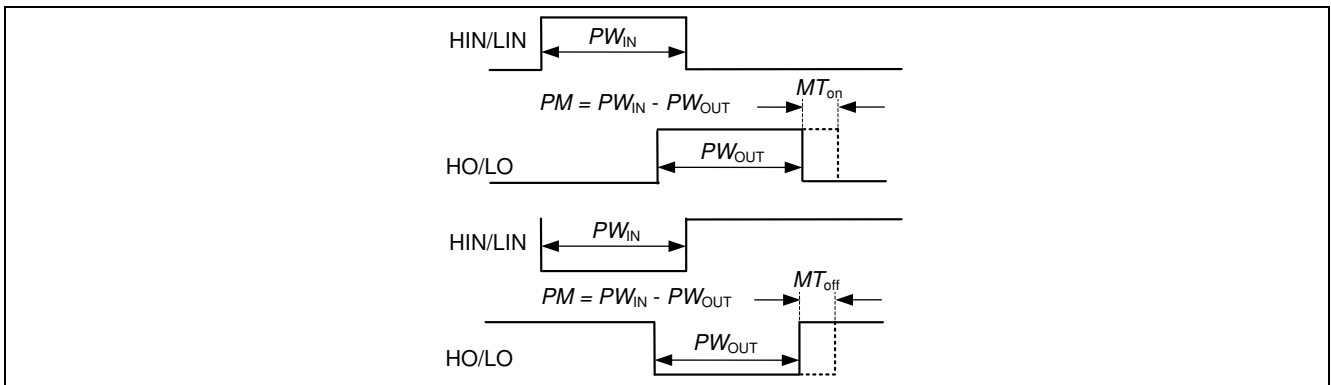 HIN/LIN
PW_IN
PM = PW_IN - PW_OUT
MT_on
HO/LO
PW_OUT
HIN/LIN
PW_IN
PM = PW_IN - PW_OUT
MT_off
HO/LO
PW_OUT